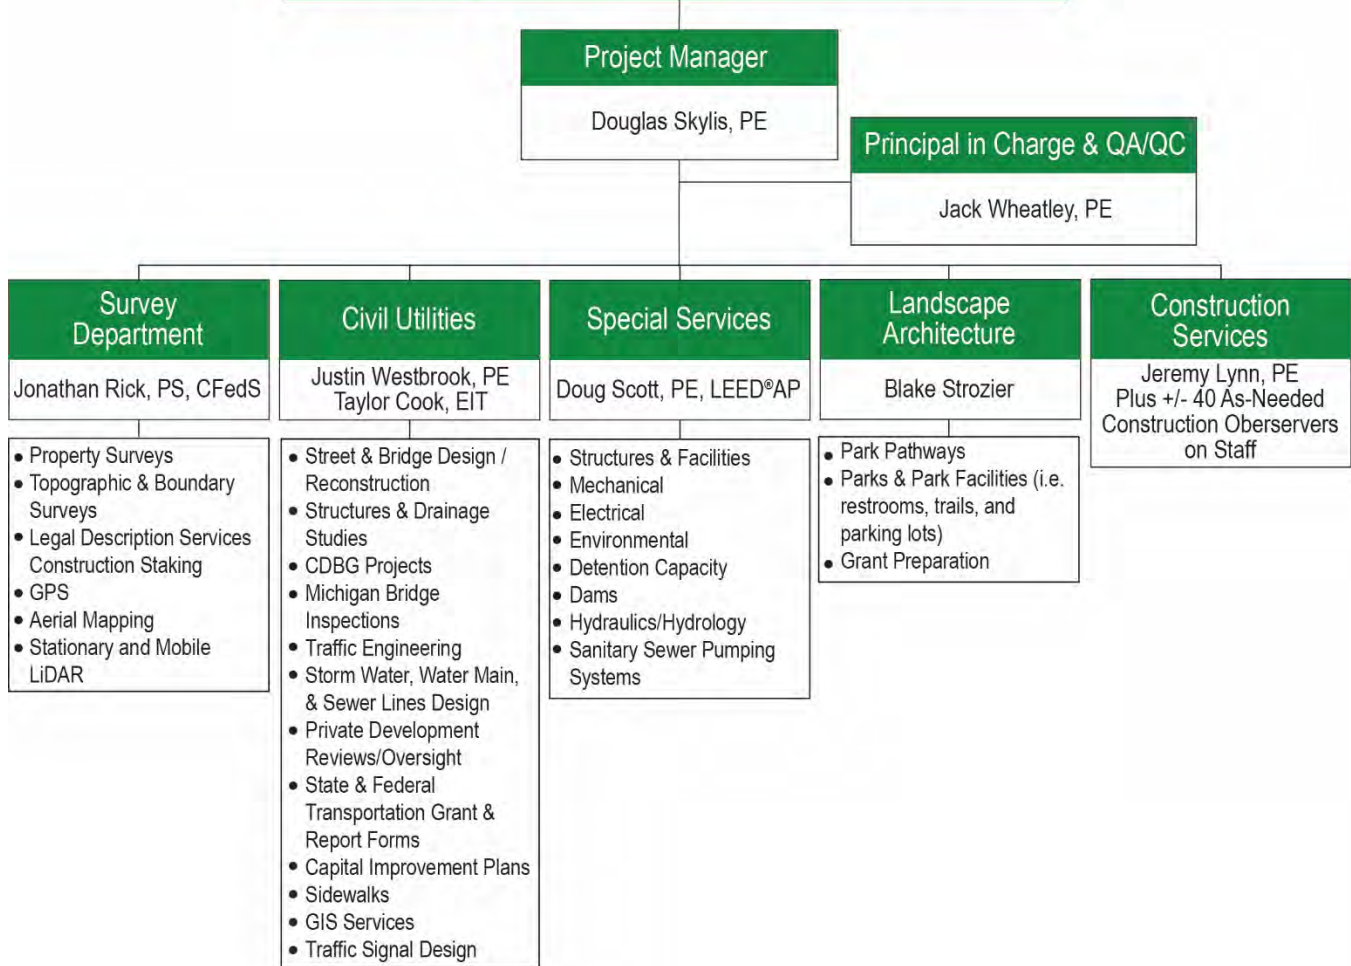 Project Manager
Douglas Skylis, PE
Principal in Charge & QA/QC
Jack Wheatley, PE
Survey
Department
Jonathan Rick, PS, CFedS
• Property Surveys
• Topographic & Boundary
Surveys
• Legal Description Services
Construction Staking
• GPS
• Aerial Mapping
• Stationary and Mobile
LiDAR
Civil Utilities
Justin Westbrook, PE
Taylor Cook, EIT
• Street & Bridge Design /
Reconstruction
• Structures & Drainage
Studies
• CDBG Projects
• Michigan Bridge
Inspections
• Traffic Engineering
• Storm Water, Water Main,
& Sewer Lines Design
• Private Development
Reviews/Oversight
• State & Federal
Transportation Grant &
Report Forms
• Capital Improvement Plans
• Sidewalks
• GIS Services
• Traffic Signal Design
Special Services
Doug Scott, PE, LEED®AP
• Structures & Facilities
• Mechanical
• Electrical
• Environmental
• Detention Capacity
• Dams
• Hydraulics/Hydrology
• Sanitary Sewer Pumping
Systems
Landscape
Architecture
Blake Strozier
• Park Pathways
• Parks & Park Facilities (i.e.
restrooms, trails, and
parking lots)
• Grant Preparation
Construction
Services
Jeremy Lynn, PE
Plus +/- 40 As-Needed
Construction Oberservers
on Staff